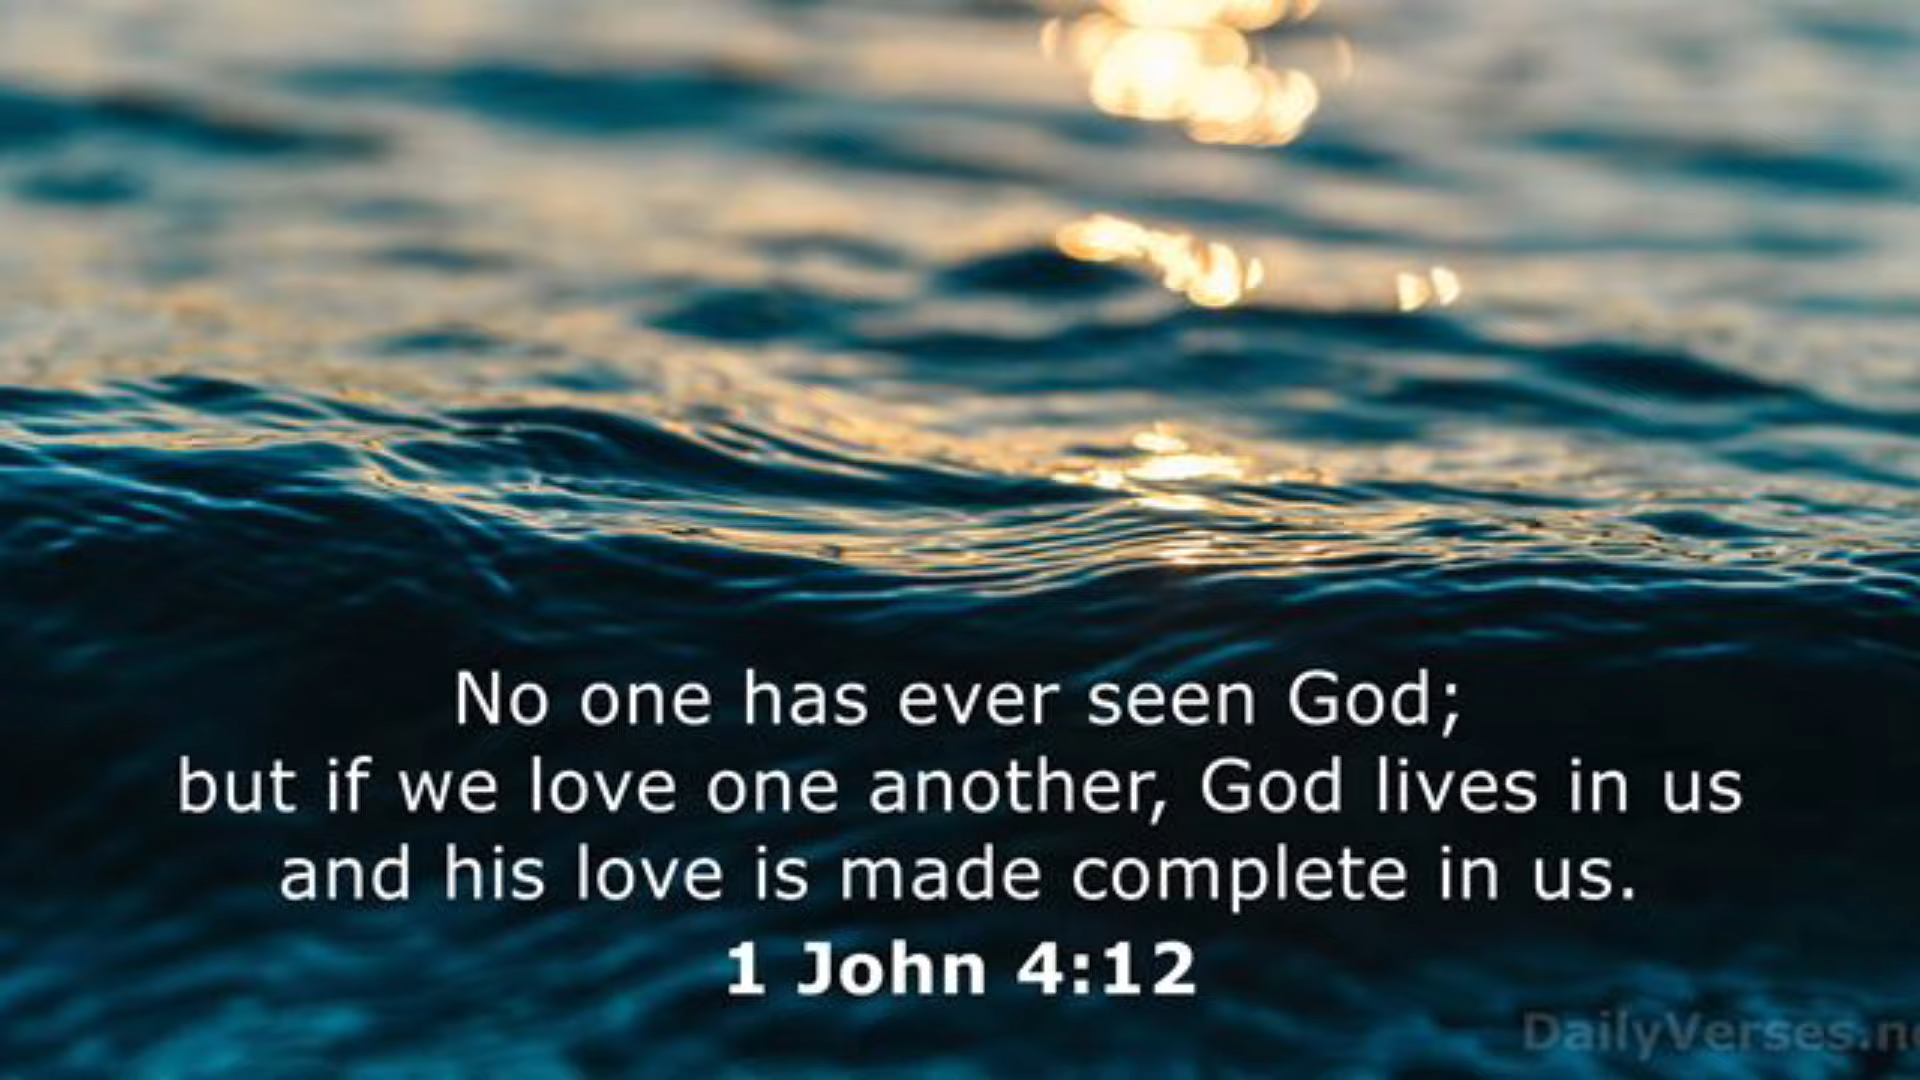 No one has ever seen God;
but if we love one another, God lives in us
and his love is made complete in us.
1 John 4:12
DailyVerses.ne